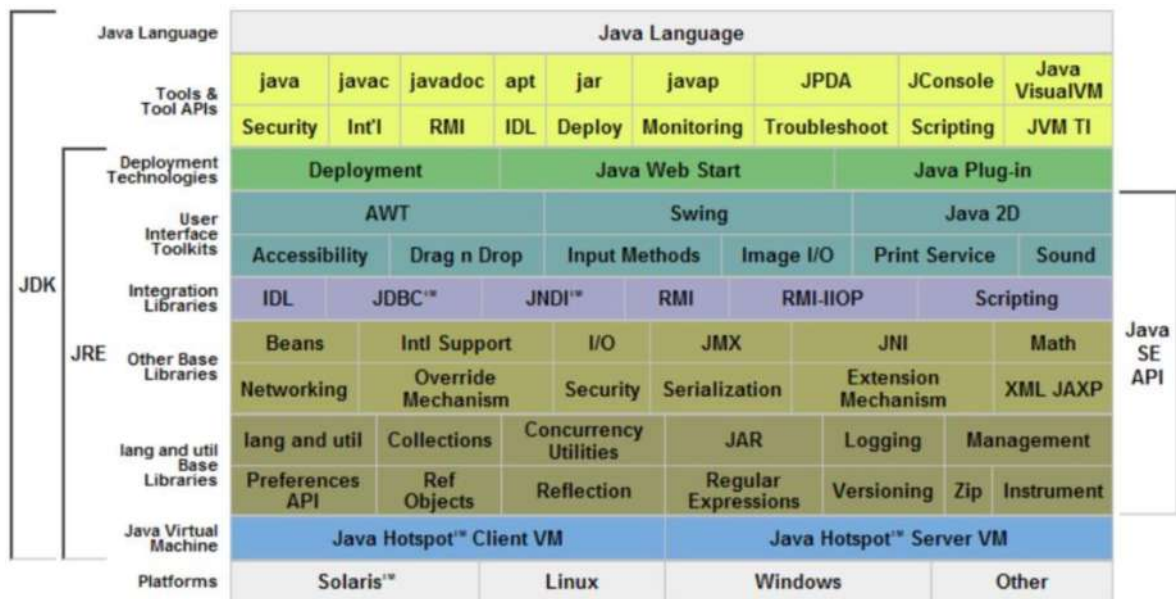 Java Language Java Language
Tools & Tool APIs
java javac javadoc apt jar javap JPDA JConsole Java VisualVM
Security Int'l RMI IDL Deploy Monitoring Troubleshoot Scripting JVM TI
Deployment Technologies
Deployment Java Web Start Java Plug-in
User Interface Toolkits
AWT Swing Java 2D
Accessibility Drag n Drop Input Methods Image I/O Print Service Sound
JDK
Integration Libraries
IDL JDBC™ JNDI™ RMI RMI-IIOP Scripting
JRE
Other Base Libraries
Beans Intl Support I/O JMX JNI Math
Networking Override Mechanism Security Serialization Extension Mechanism XML JAXP
Java SE API
lang and util Base Libraries
lang and util Collections Concurrency Utilities JAR Logging Management
Preferences API Ref Objects Reflection Regular Expressions Versioning Zip Instrument
Java Virtual Machine
Java Hotspot™ Client VM Java Hotspot™ Server VM
Platforms
Solaris™ Linux Windows Other